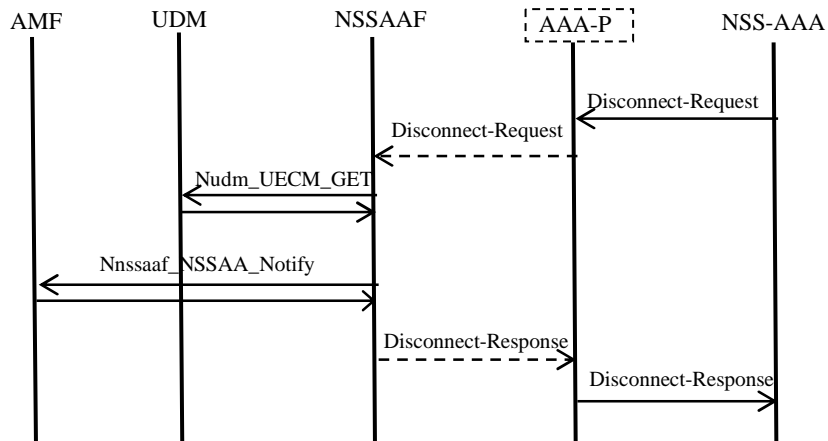 AMF UDM NSSAAF AAA-P NSS-AAA
Disconnect-Request
Disconnect-Request
Nudm_UECM_GET
Nnssaaf_NSSAA_Notify
Disconnect-Response
Disconnect-Response